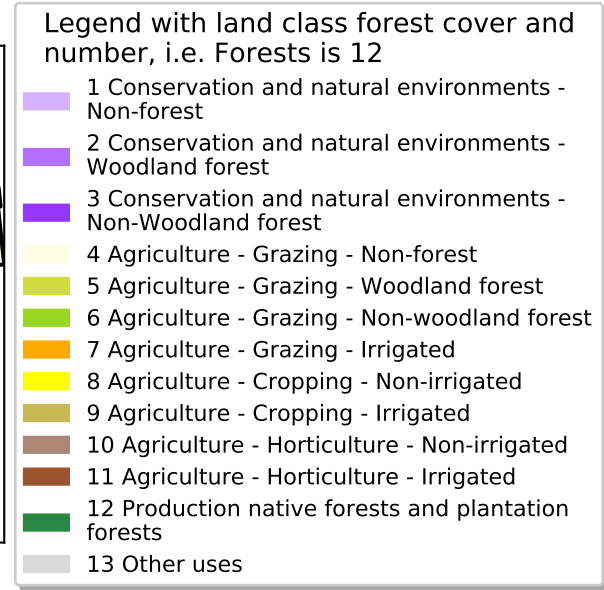 Legend with land class forest cover and
number, i.e. Forests is 12
1 Conservation and natural environments -
Non-forest
2 Conservation and natural environments -
Woodland forest
3 Conservation and natural environments -
Non-Woodland forest
4 Agriculture - Grazing - Non-forest
5 Agriculture - Grazing - Woodland forest
6 Agriculture - Grazing - Non-woodland forest
7 Agriculture - Grazing - Irrigated
8 Agriculture - Cropping - Non-irrigated
9 Agriculture - Cropping - Irrigated
10 Agriculture - Horticulture - Non-irrigated
11 Agriculture - Horticulture - Irrigated
12 Production native forests and plantation
forests
13 Other uses